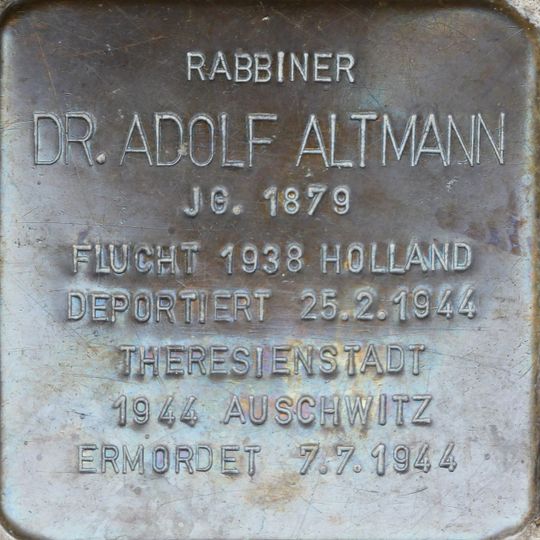 RABBINER
DR. ADOLF ALTMANN
JG. 1879
FLUCHT 1938 HOLLAND
DEPORTIERT 25.2.1944
THERESIENSTADT
1944 AUSCHWITZ
ERMORDET 7.7.1944